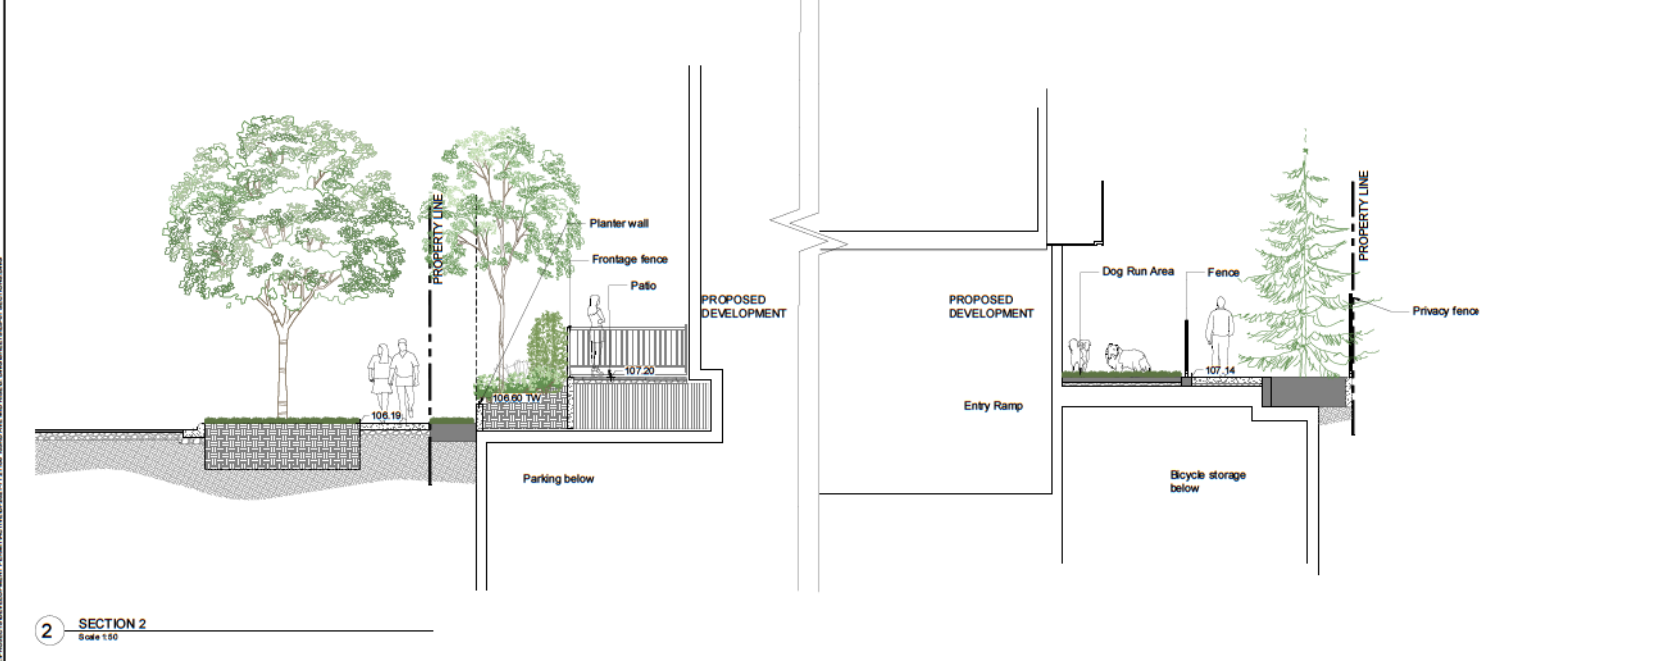 PROPERTY LINE
Planter wall
Frontage fence
Patio
PROPOSED
DEVELOPMENT
107.20
106.60 TW
106.19
Parking below
PROPOSED
DEVELOPMENT
Entry Ramp
Dog Run Area
Fence
107.14
PROPERTY LINE
Privacy fence
Bicycle storage
below
2
SECTION 2
Scale 1:50